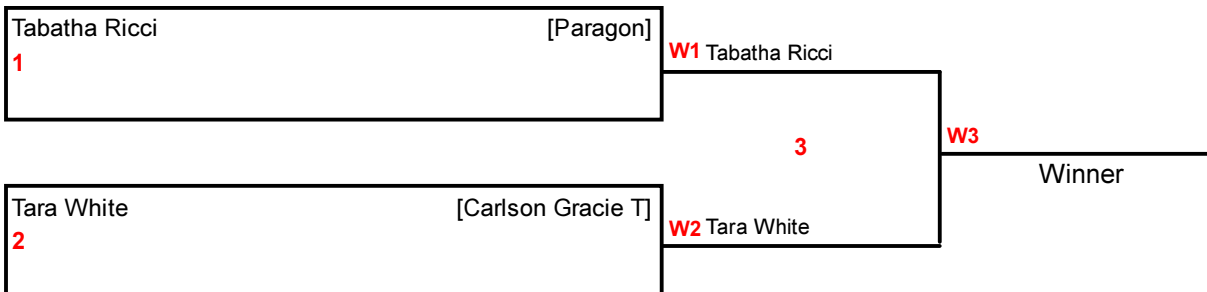 Tabatha Ricci [Paragon]
1
W1 Tabatha Ricci
3
W3
Winner
Tara White [Carlson Gracie T]
2
W2 Tara White